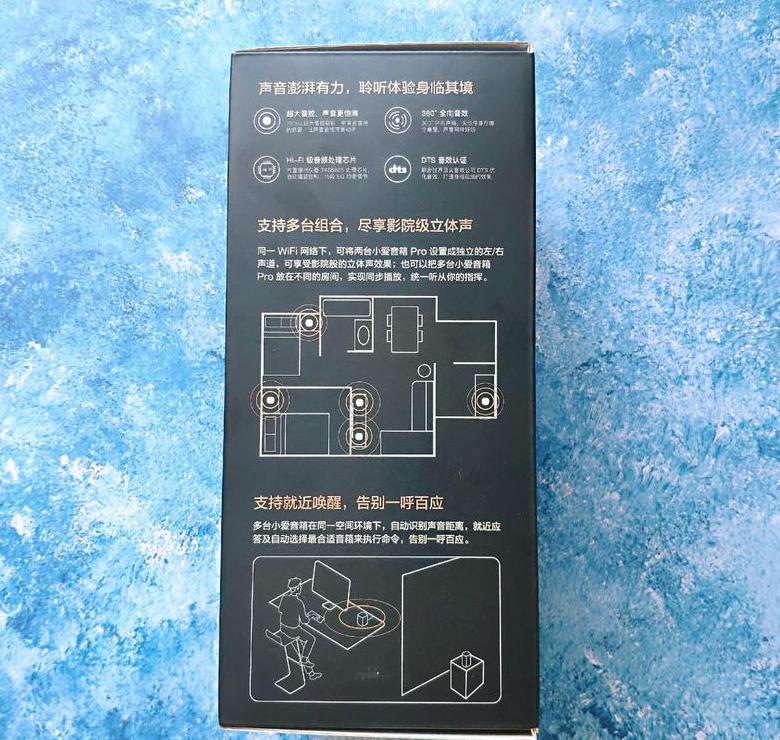 声音澎湃有力，聆听体验身临其境
超大音腔、声音更饱满
360° 全向音效
Hi-Fi 级音频处理芯片
DTS 音效认证
dts
支持多台组合，尽享影院级立体声
同一 WiFi 网络下，可将两台小爱音箱 Pro 设置成独立的左/右
声道，可享受影院般的立体声效果；也可以把多台小爱音箱
Pro 放在不同的房间，实现同步播放，统一听从你的指挥。
支持就近唤醒，告别一呼百应
多台小爱音箱在同一空间环境下，自动识别声音距离，就近应
答及自动选择最合适音箱来执行命令，告别一呼百应。